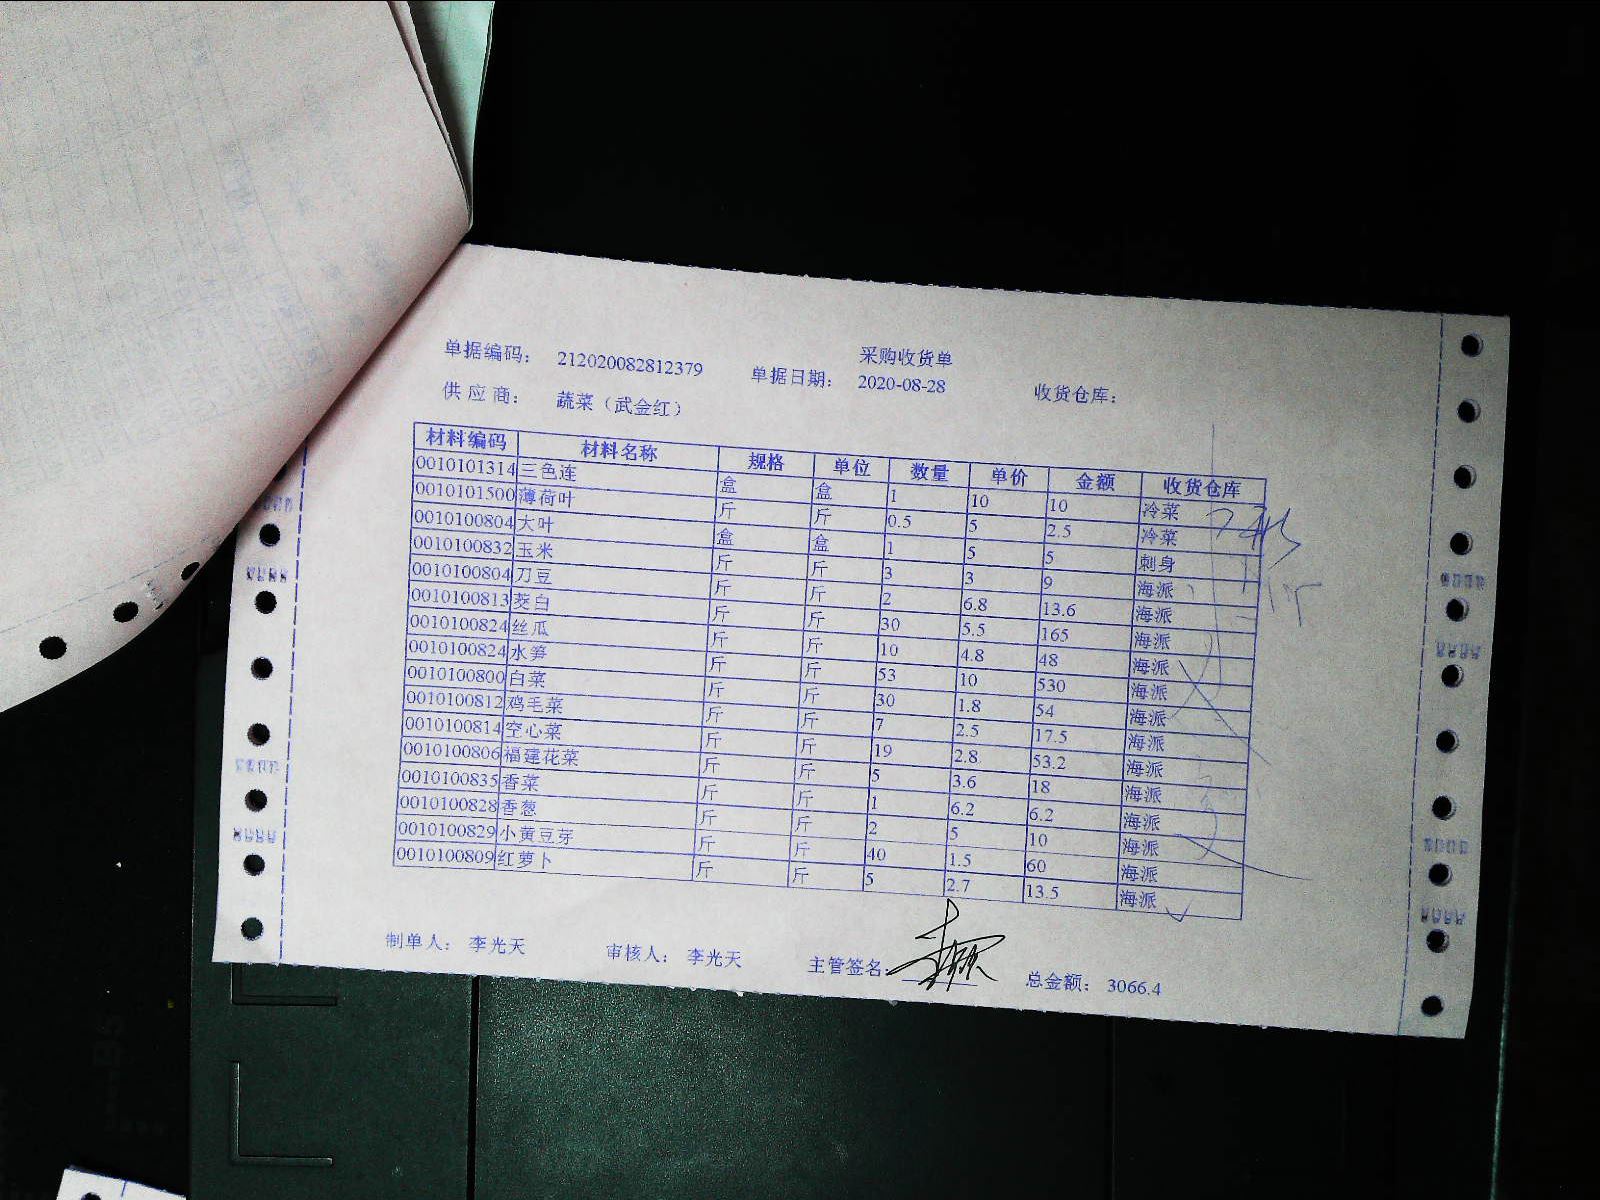 采购收货单
单据编码： 212020082812379 单据日期： 2020-08-28 收货仓库：
供应商： 蔬菜（武金红）
材料编码 材料名称 规格 单位 数量 单价 金额 收货仓库
0010101314 三色连 盒 盒 1 10 10 冷菜
0010101500 薄荷叶 斤 斤 0.5 5 2.5 冷菜
0010100804 大叶 盒 盒 1 5 5 刺身
0010100832 玉米 斤 斤 3 3 9 海派
0010100804 刀豆 斤 斤 2 6.8 13.6 海派
0010100813 茭白 斤 斤 30 5.5 165 海派
0010100824 丝瓜 斤 斤 10 4.8 48 海派
0010100824 水笋 斤 斤 53 10 530 海派
0010100800 白菜 斤 斤 30 1.8 54 海派
0010100812 鸡毛菜 斤 斤 7 2.5 17.5 海派
0010100814 空心菜 斤 斤 19 2.8 53.2 海派
0010100806 福建花菜 斤 斤 5 3.6 18 海派
0010100835 香菜 斤 斤 1 6.2 6.2 海派
0010100828 香葱 斤 斤 2 5 10 海派
0010100829 小黄豆芽 斤 斤 40 1.5 60 海派
0010100809 红萝卜 斤 斤 5 2.7 13.5 海派
制单人： 李光天 审核人： 李光天 主管签名： 总金额： 3066.4